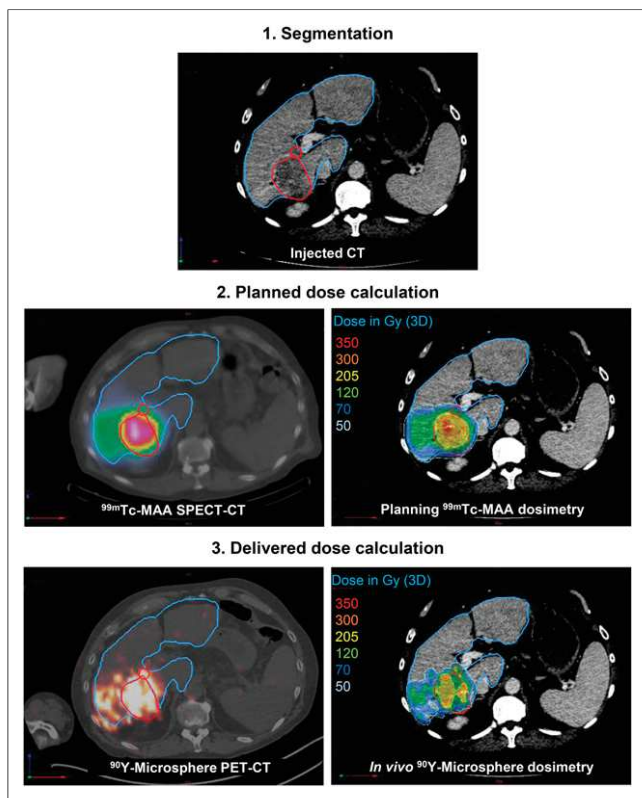 1. Segmentation
Injected CT
2. Planned dose calculation
99mTc-MAA SPECT-CT
Dose in Gy (3D)
350
300
205
120
70
50
Planning 99mTc-MAA dosimetry
3. Delivered dose calculation
90Y-Microsphere PET-CT
Dose in Gy (3D)
350
300
205
120
70
50
In vivo 90Y-Microsphere dosimetry